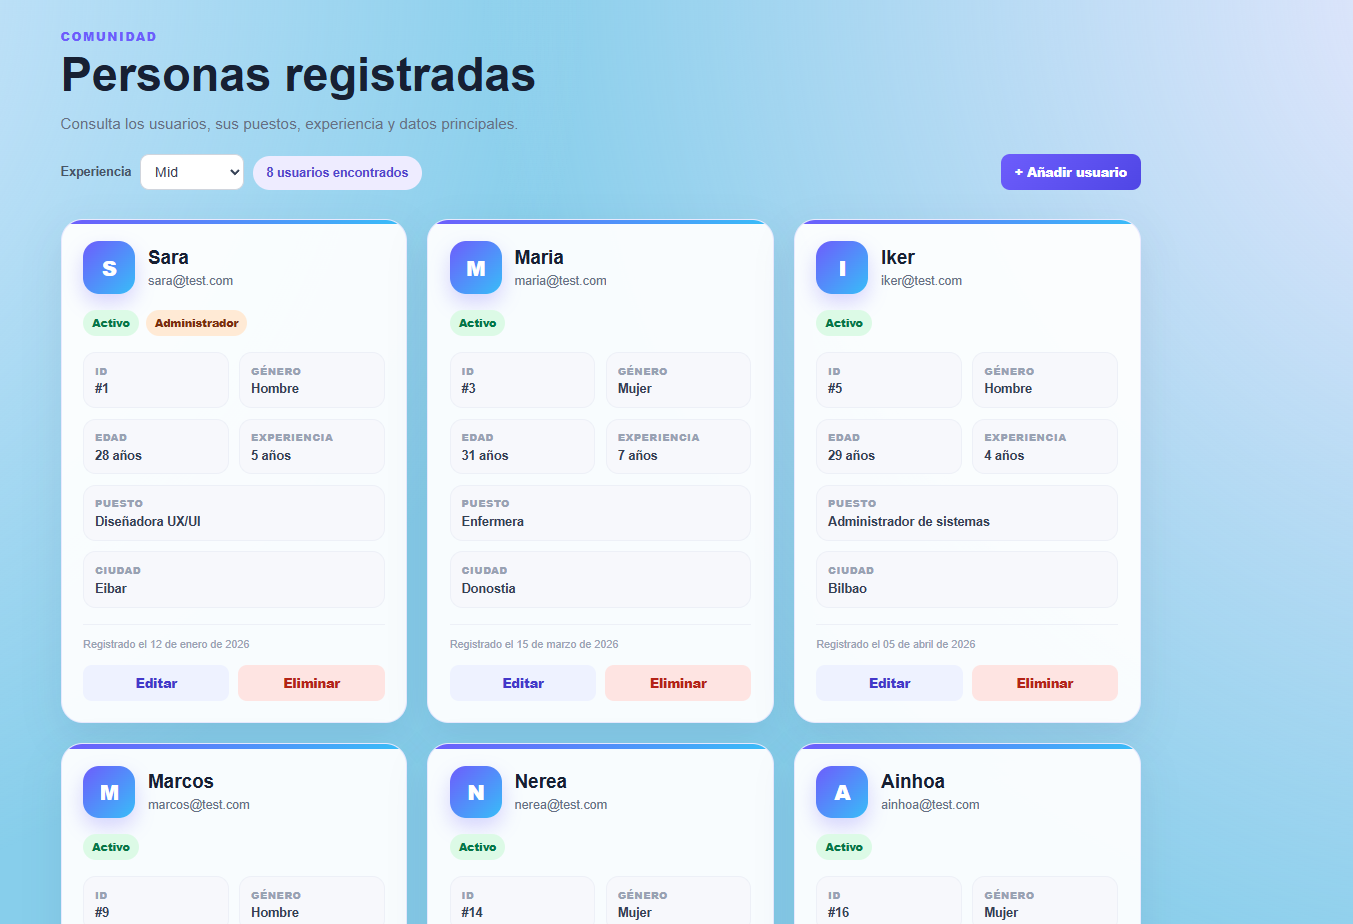 COMUNIDAD
Personas registradas
Consulta los usuarios, sus puestos, experiencia y datos principales.
Experiencia Mid 8 usuarios encontrados + Añadir usuario
S Sara
sara@test.com
Activo Administrador
ID
#1
GÉNERO
Hombre
EDAD
28 años
EXPERIENCIA
5 años
PUESTO
Diseñadora UX/UI
CIUDAD
Eibar
Registrado el 12 de enero de 2026
Editar Eliminar
M Maria
maria@test.com
Activo
ID
#3
GÉNERO
Mujer
EDAD
31 años
EXPERIENCIA
7 años
PUESTO
Enfermera
CIUDAD
Donostia
Registrado el 15 de marzo de 2026
Editar Eliminar
I Iker
iker@test.com
Activo
ID
#5
GÉNERO
Hombre
EDAD
29 años
EXPERIENCIA
4 años
PUESTO
Administrador de sistemas
CIUDAD
Bilbao
Registrado el 05 de abril de 2026
Editar Eliminar
M Marcos
marcos@test.com
Activo
ID
#9
GÉNERO
Hombre
N Nerea
nerea@test.com
Activo
ID
#14
GÉNERO
Mujer
A Ainhoa
ainhoa@test.com
Activo
ID
#16
GÉNERO
Mujer